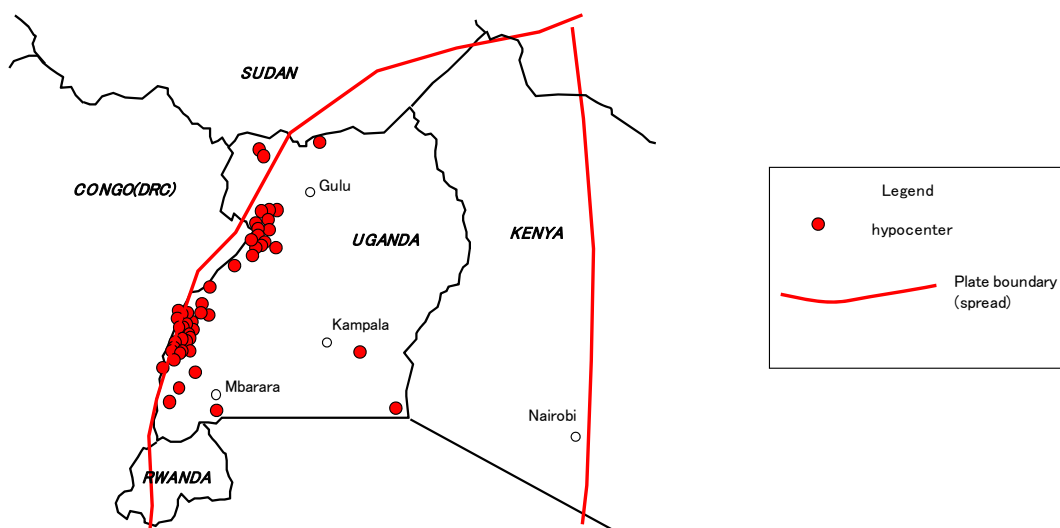 SUDAN
CONGO(DRC)
Gulu
UGANDA
KENYA
Kampala
Mbarara
Nairobi
RWANDA
Legend
hypocenter
Plate boundary
(spread)